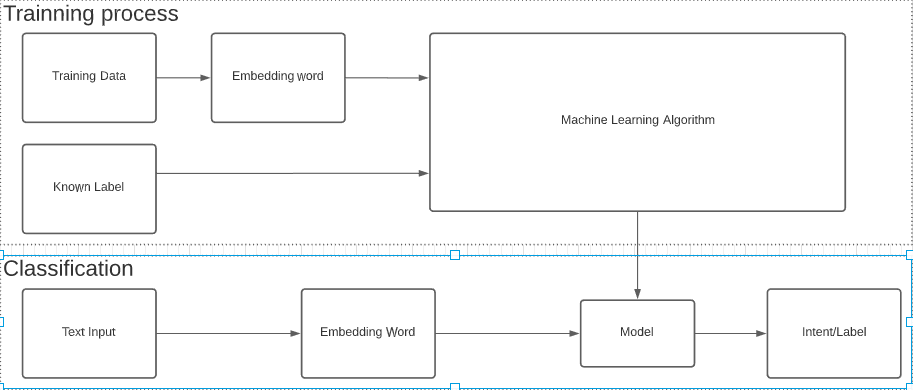 Trainning process
Training Data
Embedding word
Machine Learning Algorithm
Known Label
Classification
Text Input
Embedding Word
Model
Intent/Label